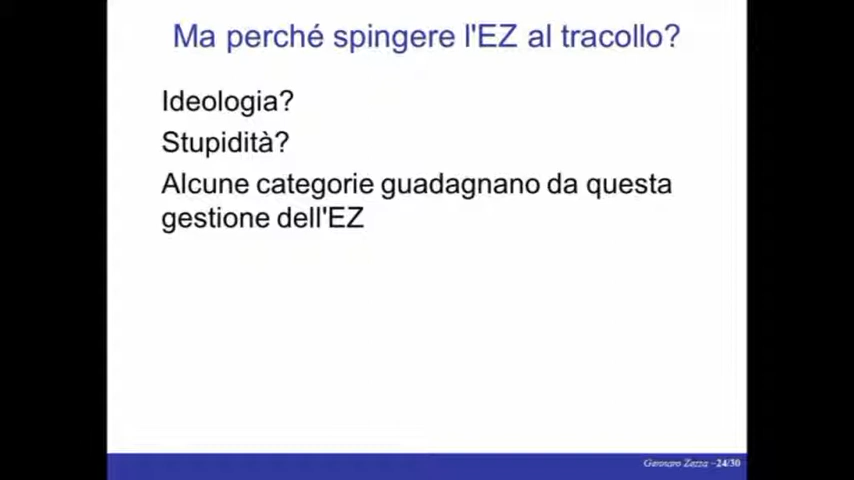 Ma perché spingere l'EZ al tracollo?
Ideologia?
Stupidità?
Alcune categorie guadagnano da questa
gestione dell'EZ
Gennaro Zezza –24/30